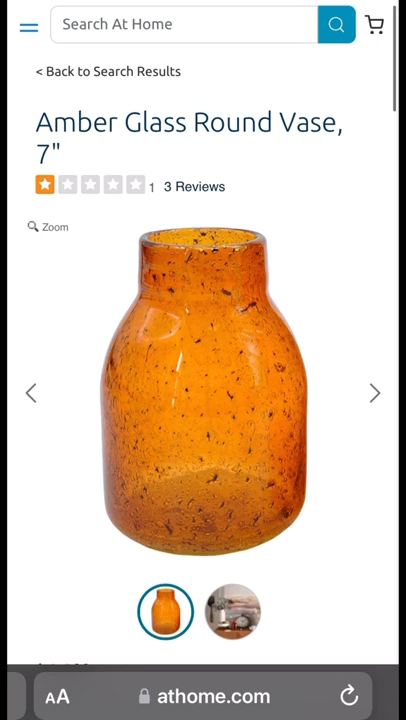 Search At Home
< Back to Search Results
Amber Glass Round Vase,
7"
1 3 Reviews
Zoom
AA athome.com